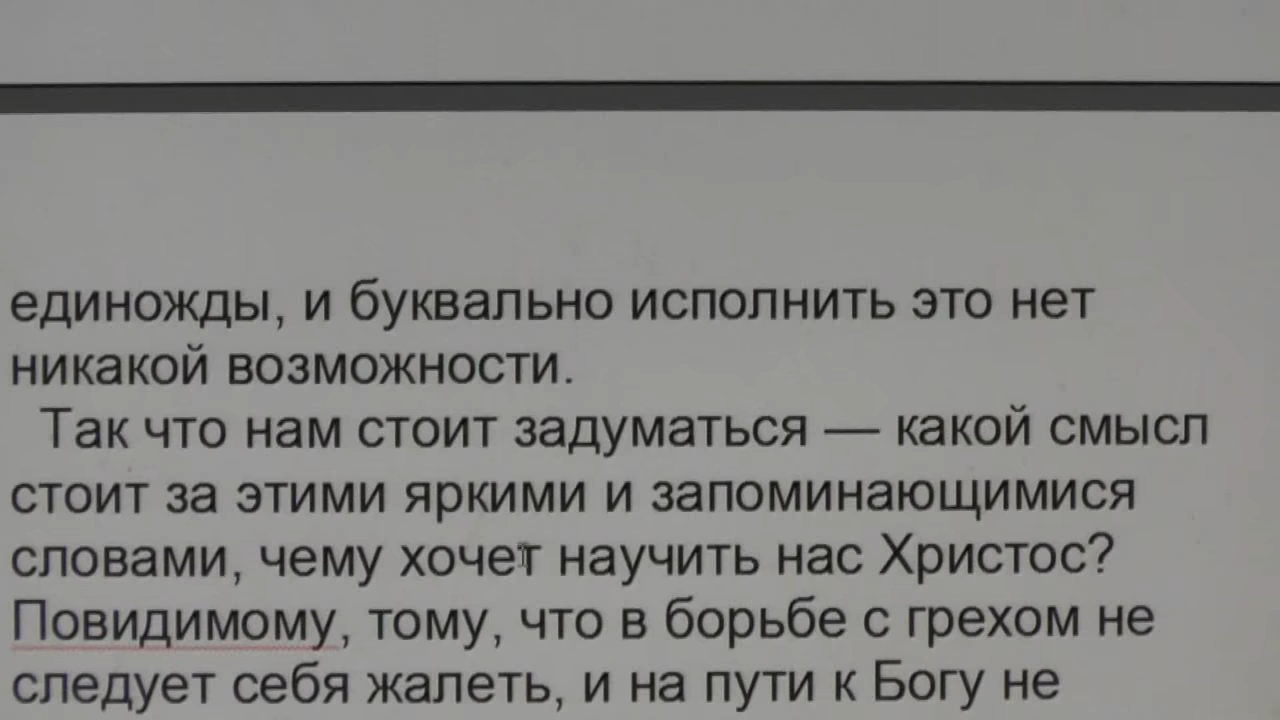 единожды, и буквально исполнить это нет
никакой возможности.
Так что нам стоит задуматься — какой смысл
стоит за этими яркими и запоминающимися
словами, чему хочет научить нас Христос?
Повидимому, тому, что в борьбе с грехом не
следует себя жалеть, и на пути к Богу не